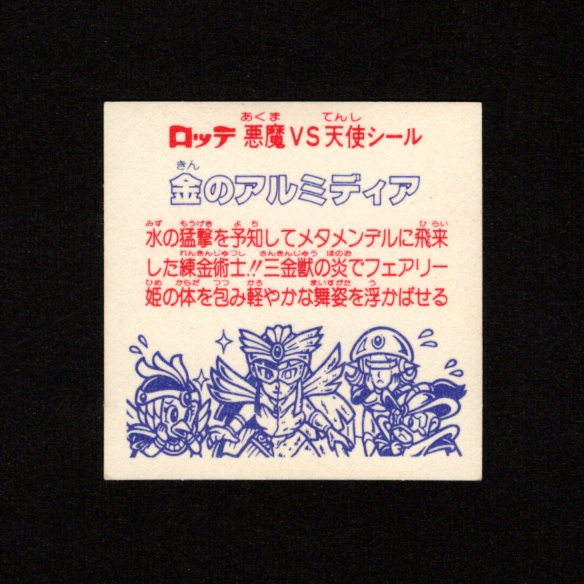 ロッテ 悪魔VS天使シール
金のアルミディア
水の猛撃を予知してメタメンデルに飛来
した練金術士!!三金獣の炎でフェアリー
姫の体を包み軽やかな舞姿を浮かばせる